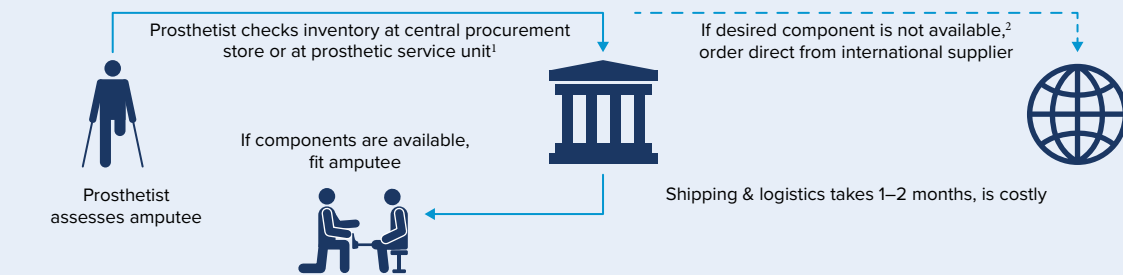 Prosthetist checks inventory at central procurement
store or at prosthetic service unit¹
If desired component is not available,²
order direct from international supplier
If components are available,
fit amputee
Prosthetist
assesses amputee
Shipping & logistics takes 1–2 months, is costly